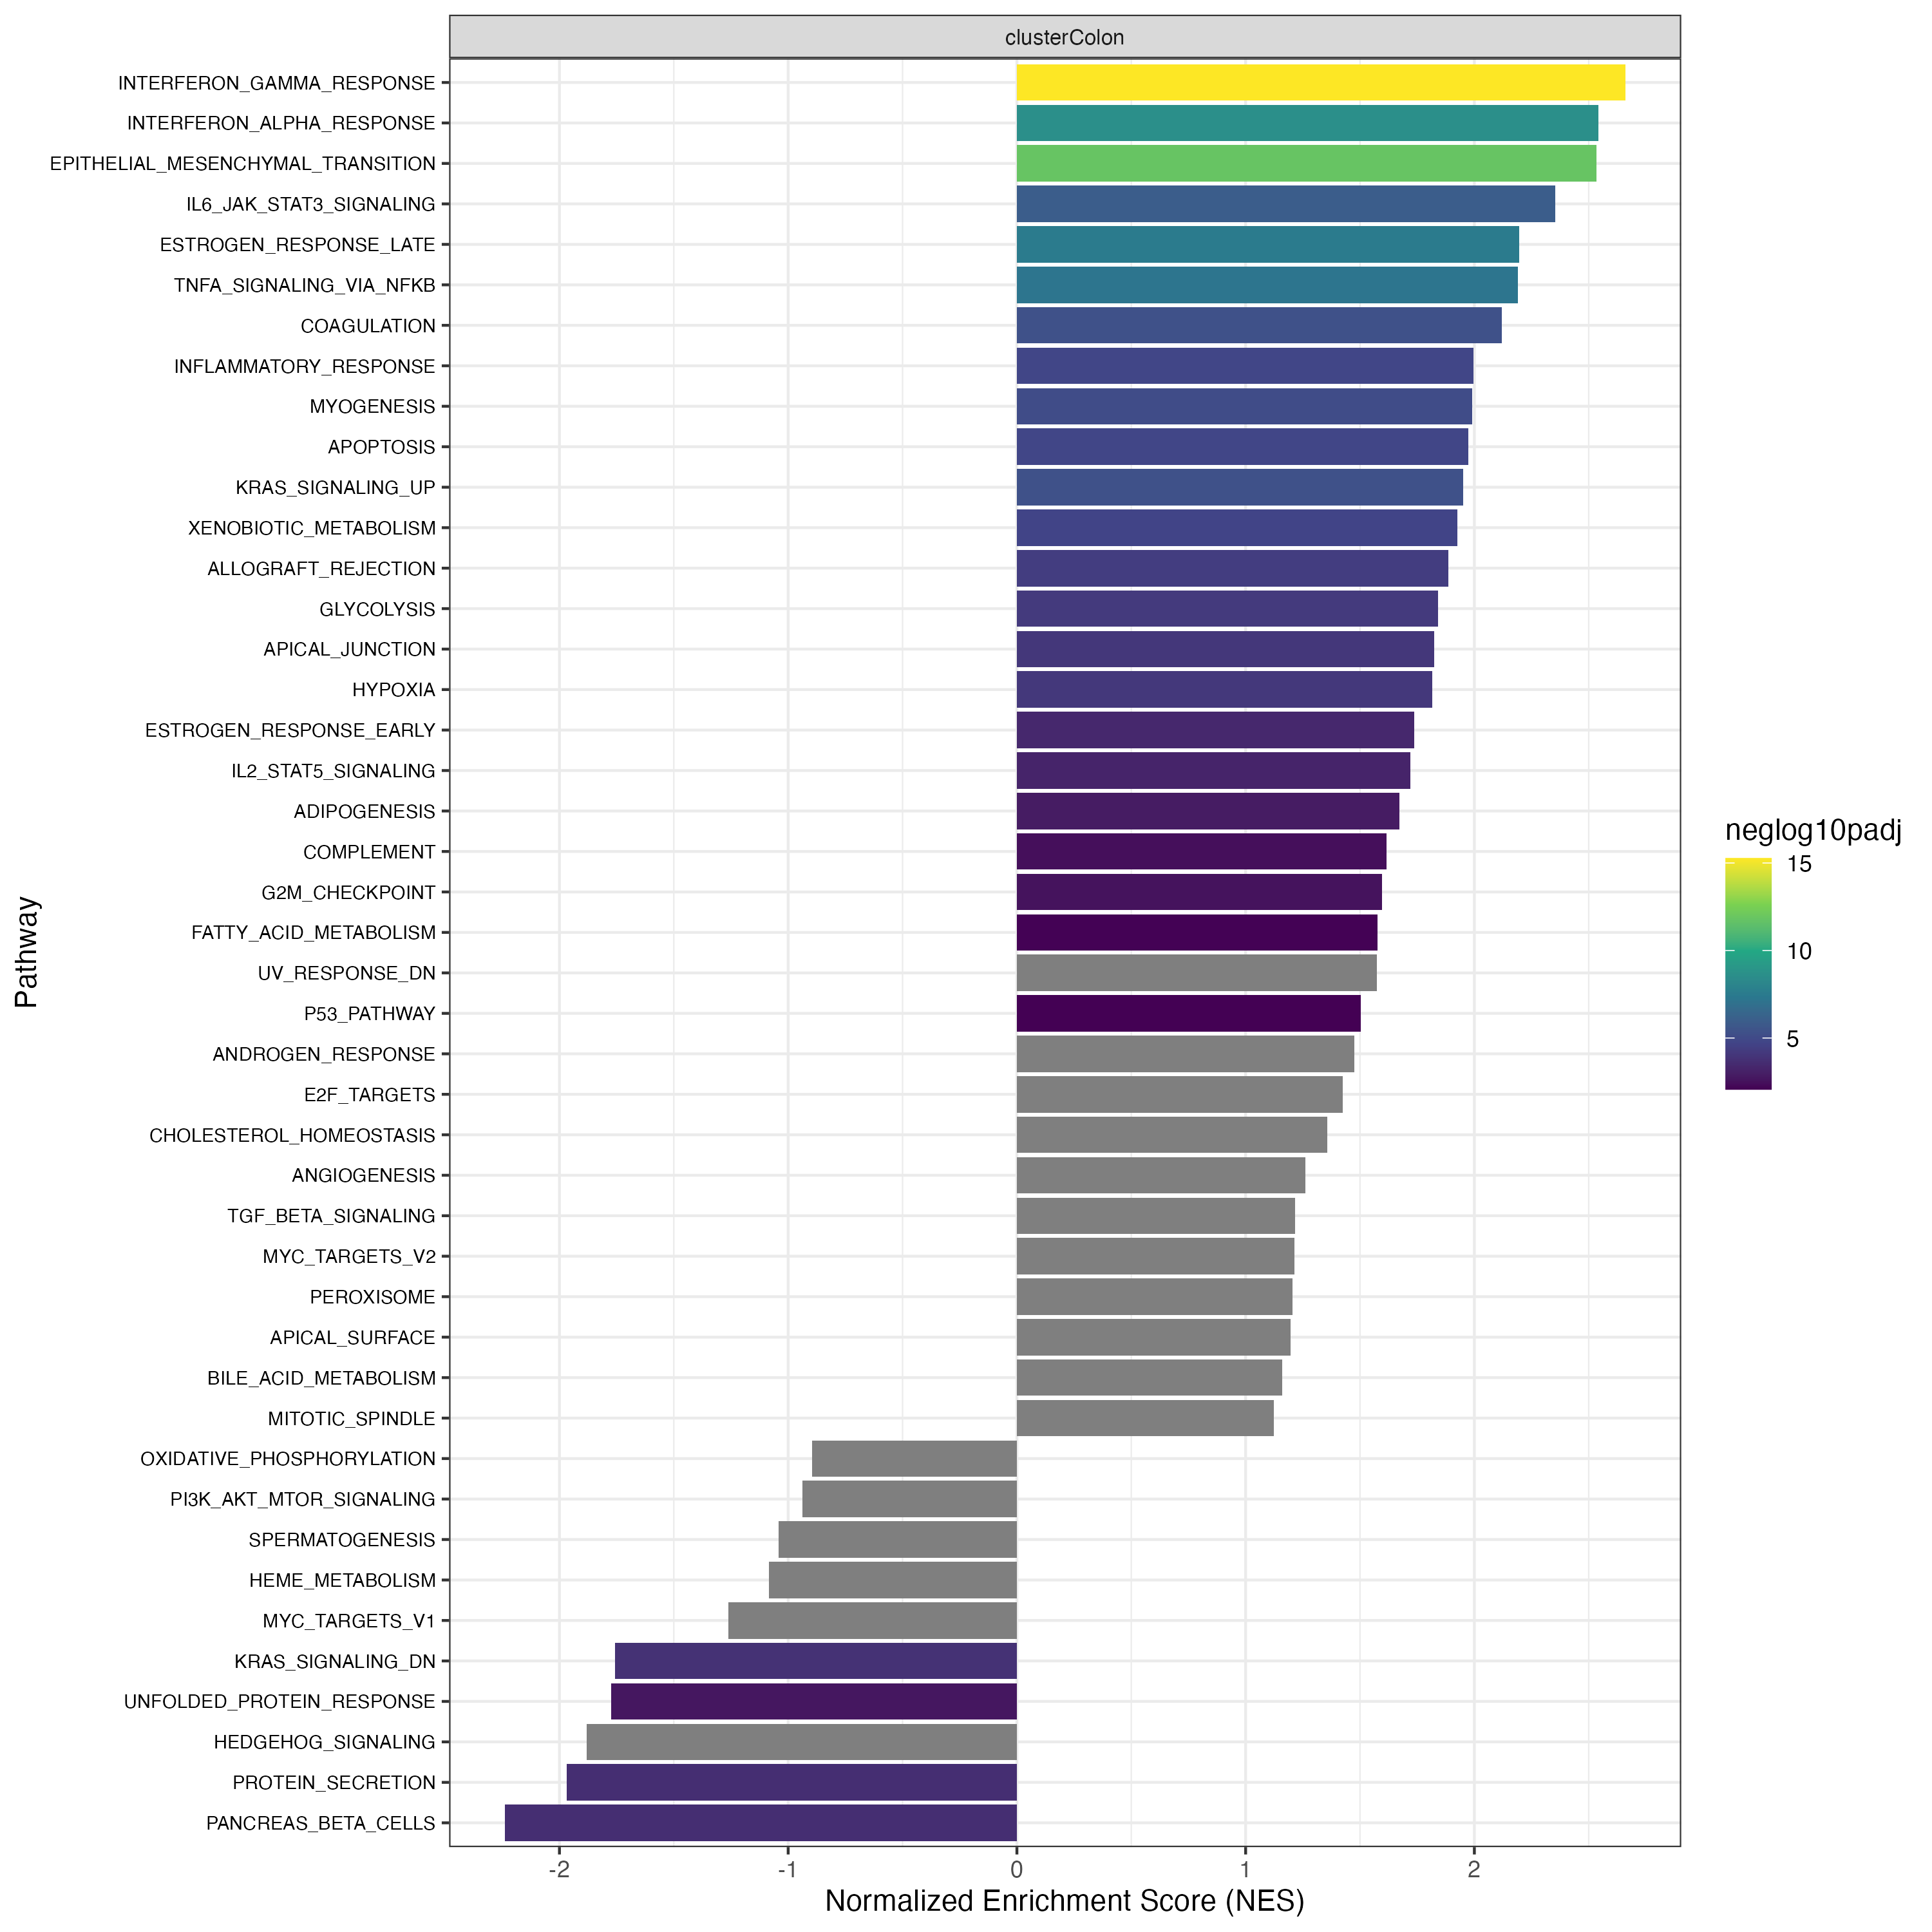 clusterColon
Pathway
INTERFERON_GAMMA_RESPONSE
INTERFERON_ALPHA_RESPONSE
EPITHELIAL_MESENCHYMAL_TRANSITION
IL6_JAK_STAT3_SIGNALING
ESTROGEN_RESPONSE_LATE
TNFA_SIGNALING_VIA_NFKB
COAGULATION
INFLAMMATORY_RESPONSE
MYOGENESIS
APOPTOSIS
KRAS_SIGNALING_UP
XENOBIOTIC_METABOLISM
ALLOGRAFT_REJECTION
GLYCOLYSIS
APICAL_JUNCTION
HYPOXIA
ESTROGEN_RESPONSE_EARLY
IL2_STAT5_SIGNALING
ADIPOGENESIS
COMPLEMENT
G2M_CHECKPOINT
FATTY_ACID_METABOLISM
UV_RESPONSE_DN
P53_PATHWAY
ANDROGEN_RESPONSE
E2F_TARGETS
CHOLESTEROL_HOMEOSTASIS
ANGIOGENESIS
TGF_BETA_SIGNALING
MYC_TARGETS_V2
PEROXISOME
APICAL_SURFACE
BILE_ACID_METABOLISM
MITOTIC_SPINDLE
OXIDATIVE_PHOSPHORYLATION
PI3K_AKT_MTOR_SIGNALING
SPERMATOGENESIS
HEME_METABOLISM
MYC_TARGETS_V1
KRAS_SIGNALING_DN
UNFOLDED_PROTEIN_RESPONSE
HEDGEHOG_SIGNALING
PROTEIN_SECRETION
PANCREAS_BETA_CELLS
-2 -1 0 1 2
Normalized Enrichment Score (NES)
neglog10padj
15
10
5